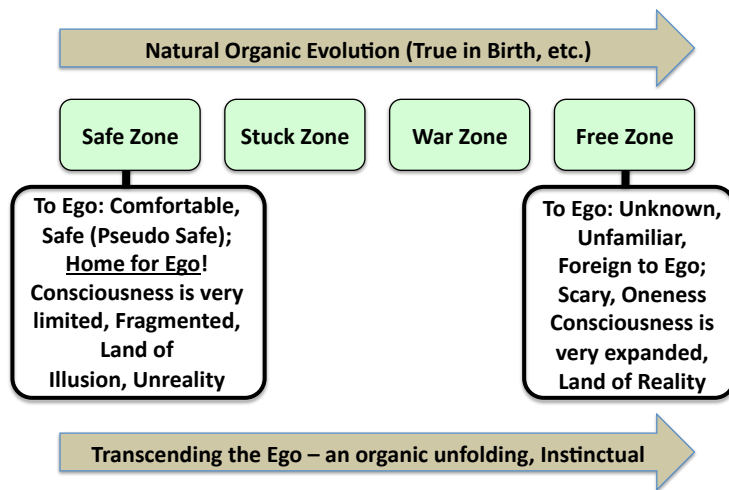 Natural Organic Evolution (True in Birth, etc.)
Safe Zone
Stuck Zone
War Zone
Free Zone
To Ego: Comfortable,
Safe (Pseudo Safe);
Home for Ego!
Consciousness is very
limited, Fragmented,
Land of
Illusion, Unreality
To Ego: Unknown,
Unfamiliar,
Foreign to Ego;
Scary, Oneness
Consciousness is
very expanded,
Land of Reality
Transcending the Ego – an organic unfolding, Instinctual